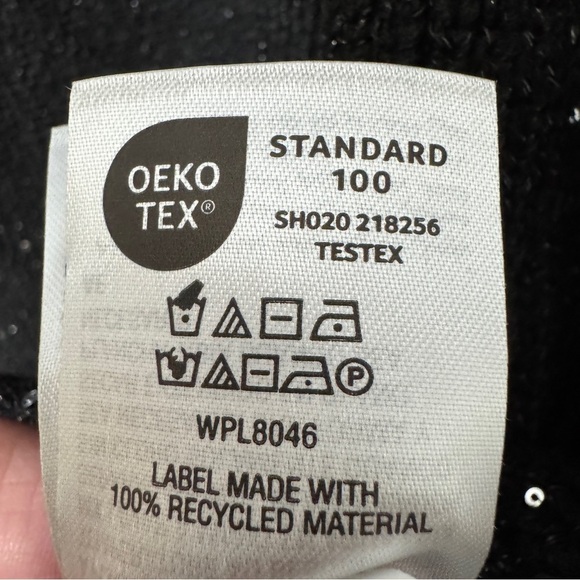 OEKO
TEX®
STANDARD
100
SH020 218256
TESTEX
P
WPL8046
LABEL MADE WITH
100% RECYCLED MATERIAL